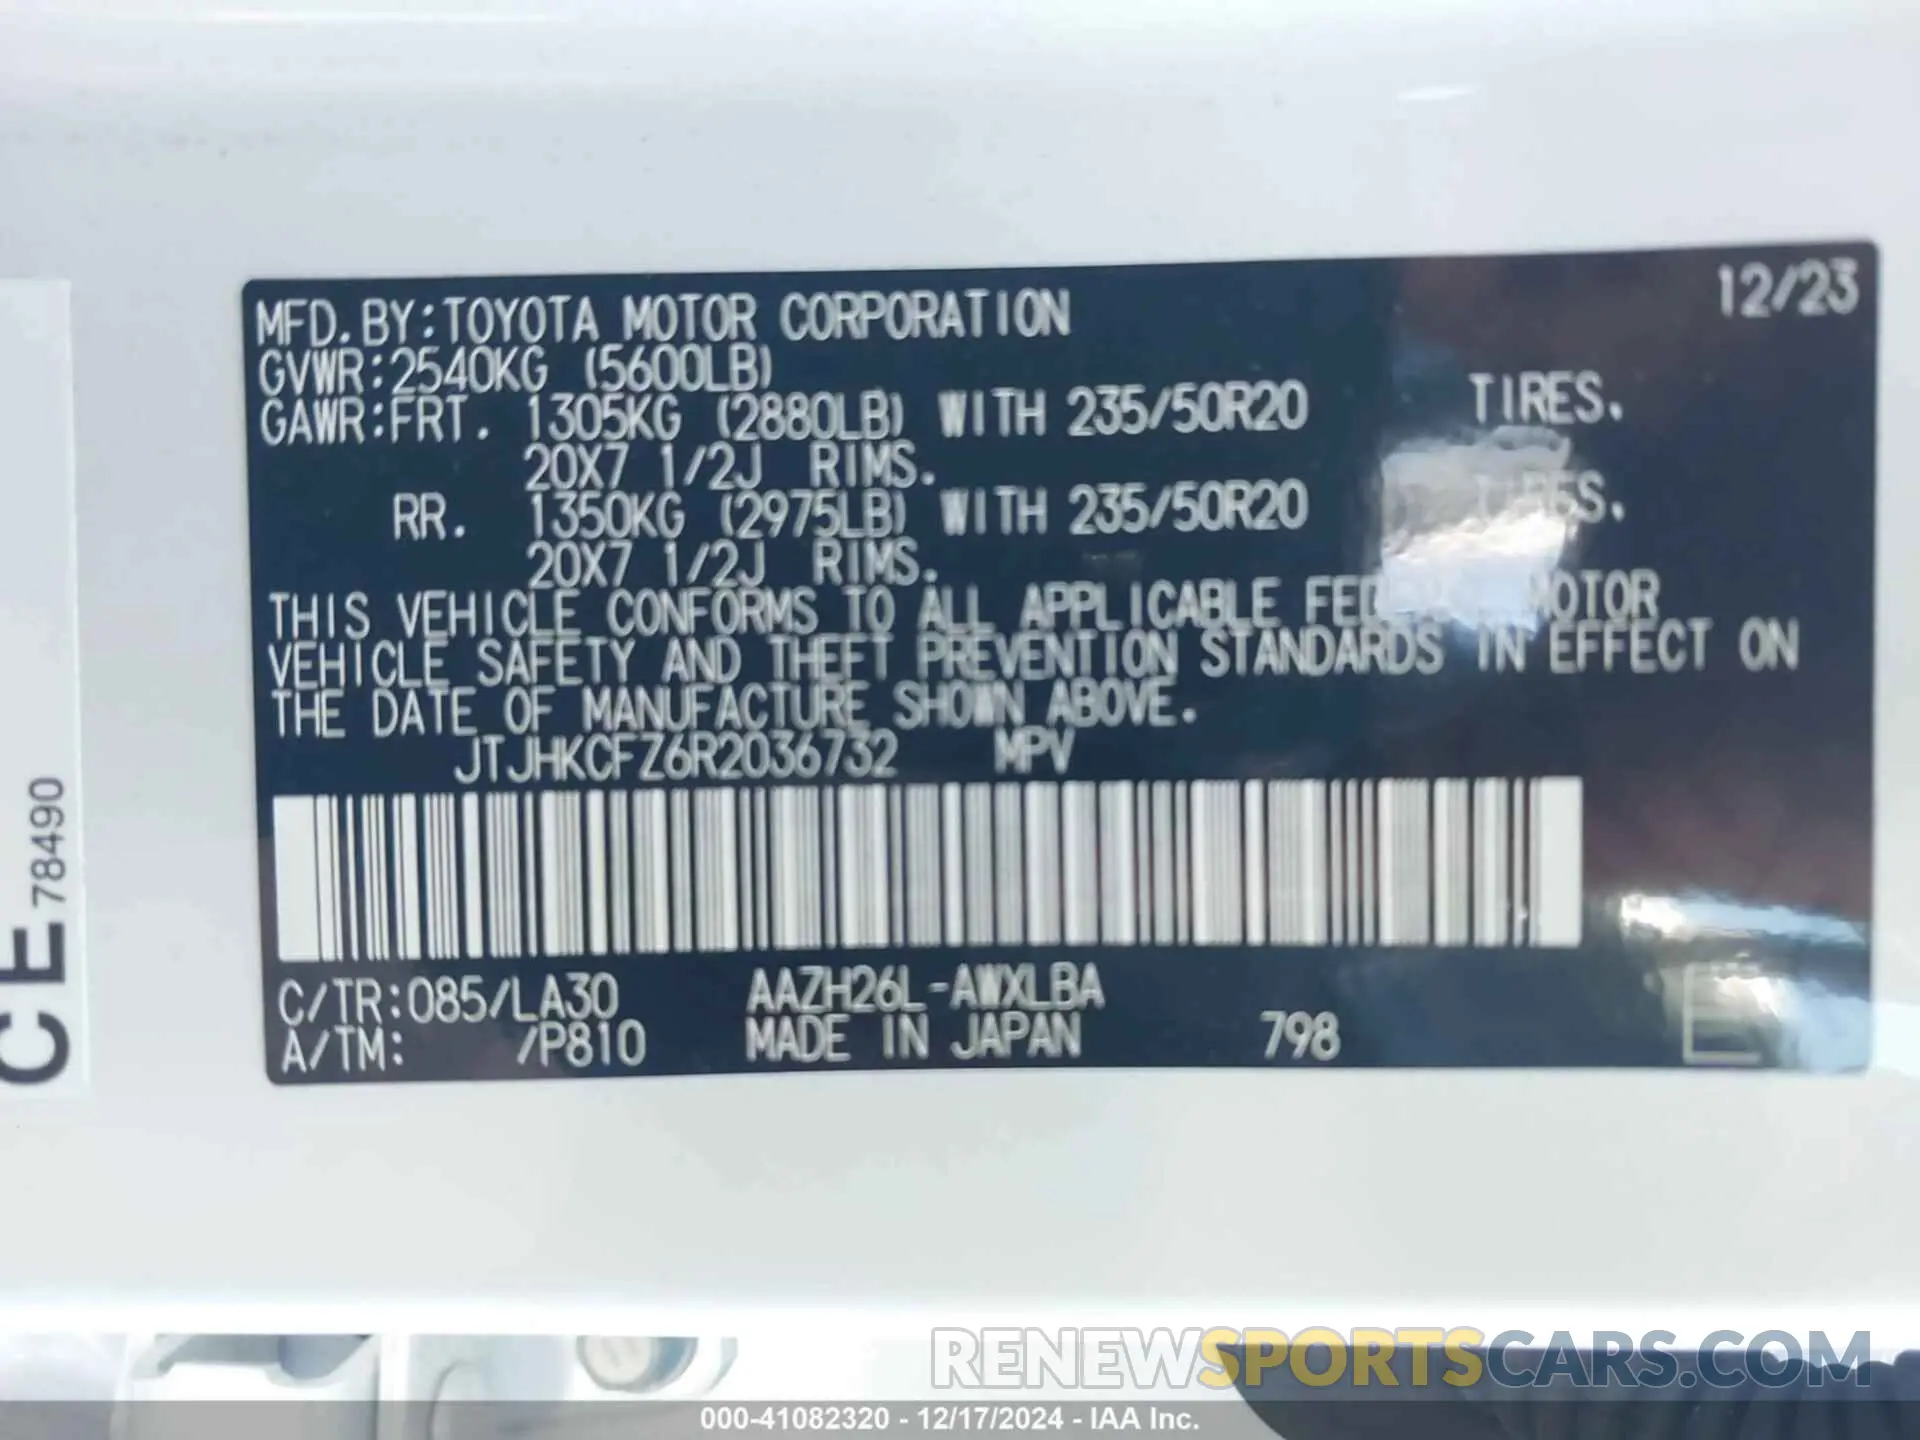 12/23
MFD.BY:TOYOTA MOTOR CORPORATION
GVWR:2540KG (5600LB)
GAWR:FRT. 1305KG (2880LB) WITH 235/50R20 TIRES.
20X7 1/2J RIMS.
RR. 1350KG (2975LB) WITH 235/50R20 TIRES.
20X7 1/2J RIMS.
THIS VEHICLE CONFORMS TO ALL APPLICABLE MOTOR
VEHICLE SAFETY AND THEFT PREVENTION STANDARDS IN EFFECT ON
THE DATE OF MANUFACTURE SHOWN ABOVE.
JTJHKCFZ6R2036732 MPV
C/TR:085/LA30 AAZH26L-AWXLBA
A/TM: /P810 MADE IN JAPAN 798
E
CE 78490
RENEWSPORTSCARS.COM
000-41082320 - 12/17/2024 - IAA Inc.